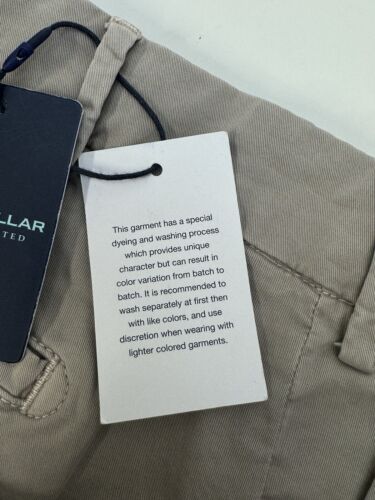 LLAR
TED
This garment has a special
dyeing and washing process
which provides unique
character but can result in
color variation from batch to
batch. It is recommended to
wash separately at first then
with like colors, and use
discretion when wearing with
lighter colored garments.